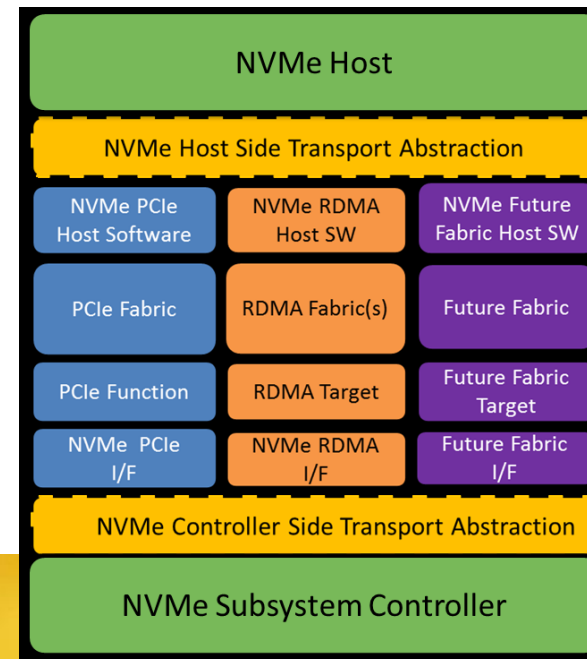 NVMe Host
NVMe Host Side Transport Abstraction
NVMe PCIe
Host Software
NVMe RDMA
Host SW
NVMe Future
Fabric Host SW
PCIe Fabric
RDMA Fabric(s)
Future Fabric
PCIe Function
RDMA Target
Future Fabric
Target
NVMe PCIe
I/F
NVMe RDMA
I/F
Future Fabric
I/F
NVMe Controller Side Transport Abstraction
NVMe Subsystem Controller